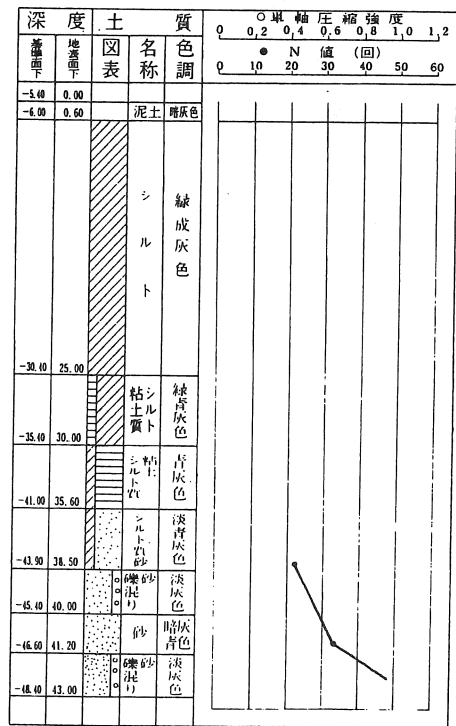 深度 土質
基準面下 地表面下 図表 名称 色調
○ 単軸圧縮強度
0 0.2 0.4 0.6 0.8 1.0 1.2
● N 値 (回)
0 10 20 30 40 50 60
-5.40 0.00
-6.00 0.60 泥土 暗灰色
シルト 緑成灰色
-30.40 25.00
粘土質シルト 緑青灰色
-35.40 30.00
シルト質粘土 青灰色
-41.00 35.60
シルト質砂 淡青灰色
-43.90 38.50
礫混り砂 淡灰色
-45.40 40.00
砂 暗青灰色
-46.60 41.20
礫混り砂 淡灰色
-48.40 43.00